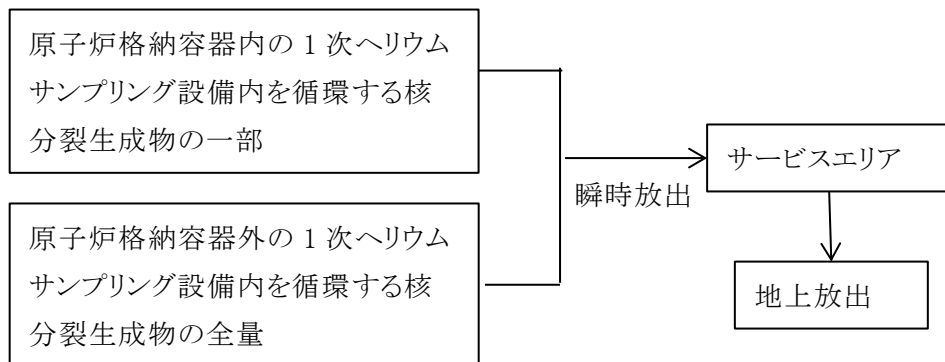 原子炉格納容器内の 1 次ヘリウム
サンプリング設備内を循環する核
分裂生成物の一部
サービスエリア
瞬時放出
原子炉格納容器外の 1 次ヘリウム
サンプリング設備内を循環する核
分裂生成物の全量
地上放出